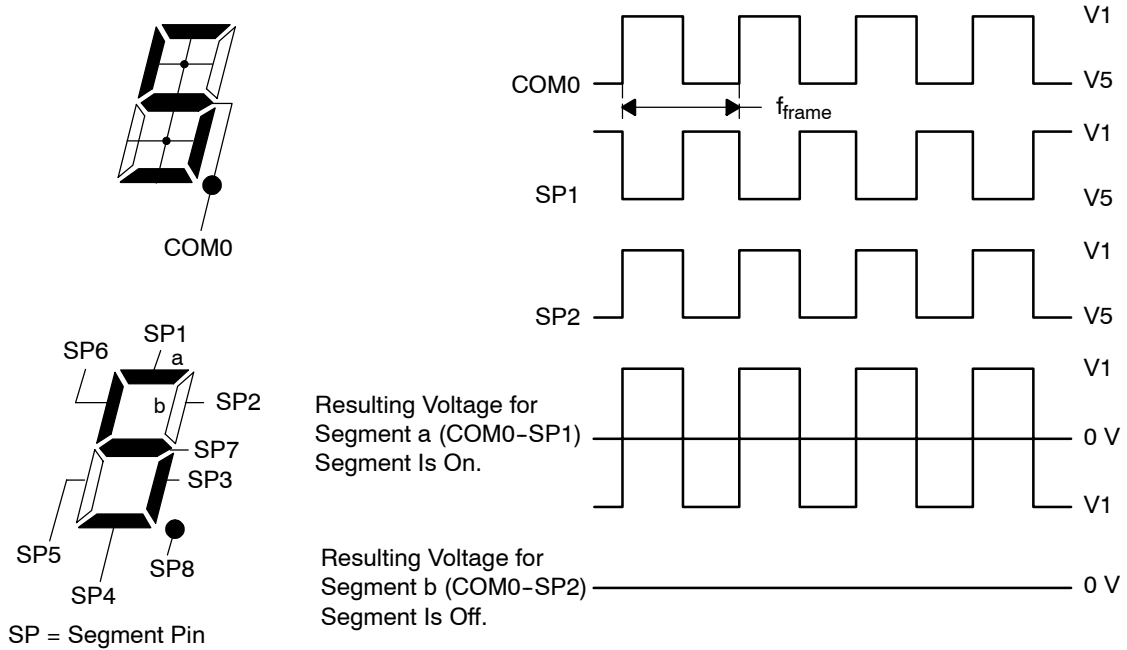 COM0
V1
V5
COM0
f_frame
V1
V5
SP1
V1
V5
SP2
SP1
SP6
a
b
SP2
SP7
SP3
SP5
SP8
SP4
SP = Segment Pin
V1
Resulting Voltage for
Segment a (COM0–SP1)
Segment Is On.
0 V
V1
Resulting Voltage for
Segment b (COM0–SP2)
Segment Is Off.
0 V